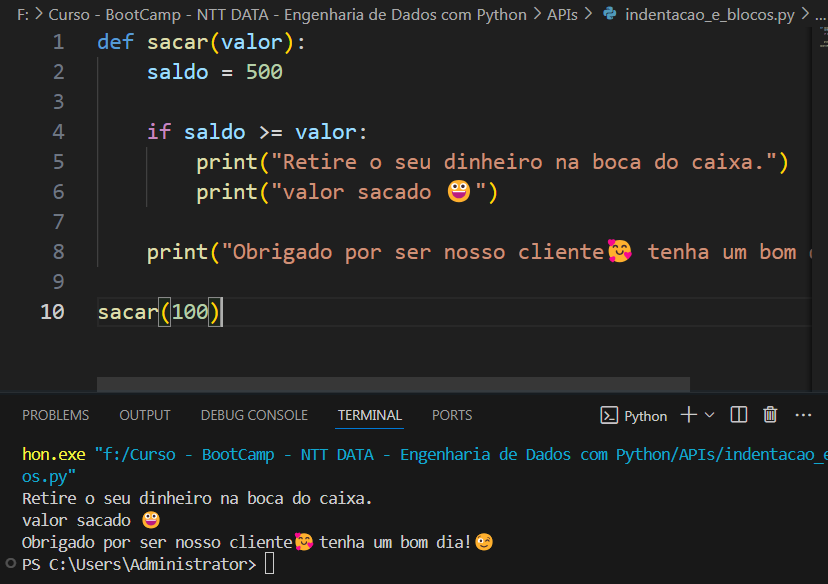 F: > Curso - BootCamp - NTT DATA - Engenharia de Dados com Python > APIs > indentacao_e_blocos.py > ...
1 def sacar(valor):
2     saldo = 500
3
4     if saldo >= valor:
5         print("Retire o seu dinheiro na boca do caixa.")
6         print("valor sacado 😀")
7
8     print("Obrigado por ser nosso cliente🥰 tenha um bom
9
10 sacar(100)
PROBLEMS OUTPUT DEBUG CONSOLE TERMINAL PORTS Python
hon.exe "f:/Curso - BootCamp - NTT DATA - Engenharia de Dados com Python/APIs/indentacao_e
os.py"
Retire o seu dinheiro na boca do caixa.
valor sacado 😀
Obrigado por ser nosso cliente🥰 tenha um bom dia!😉
PS C:\Users\Administrator>